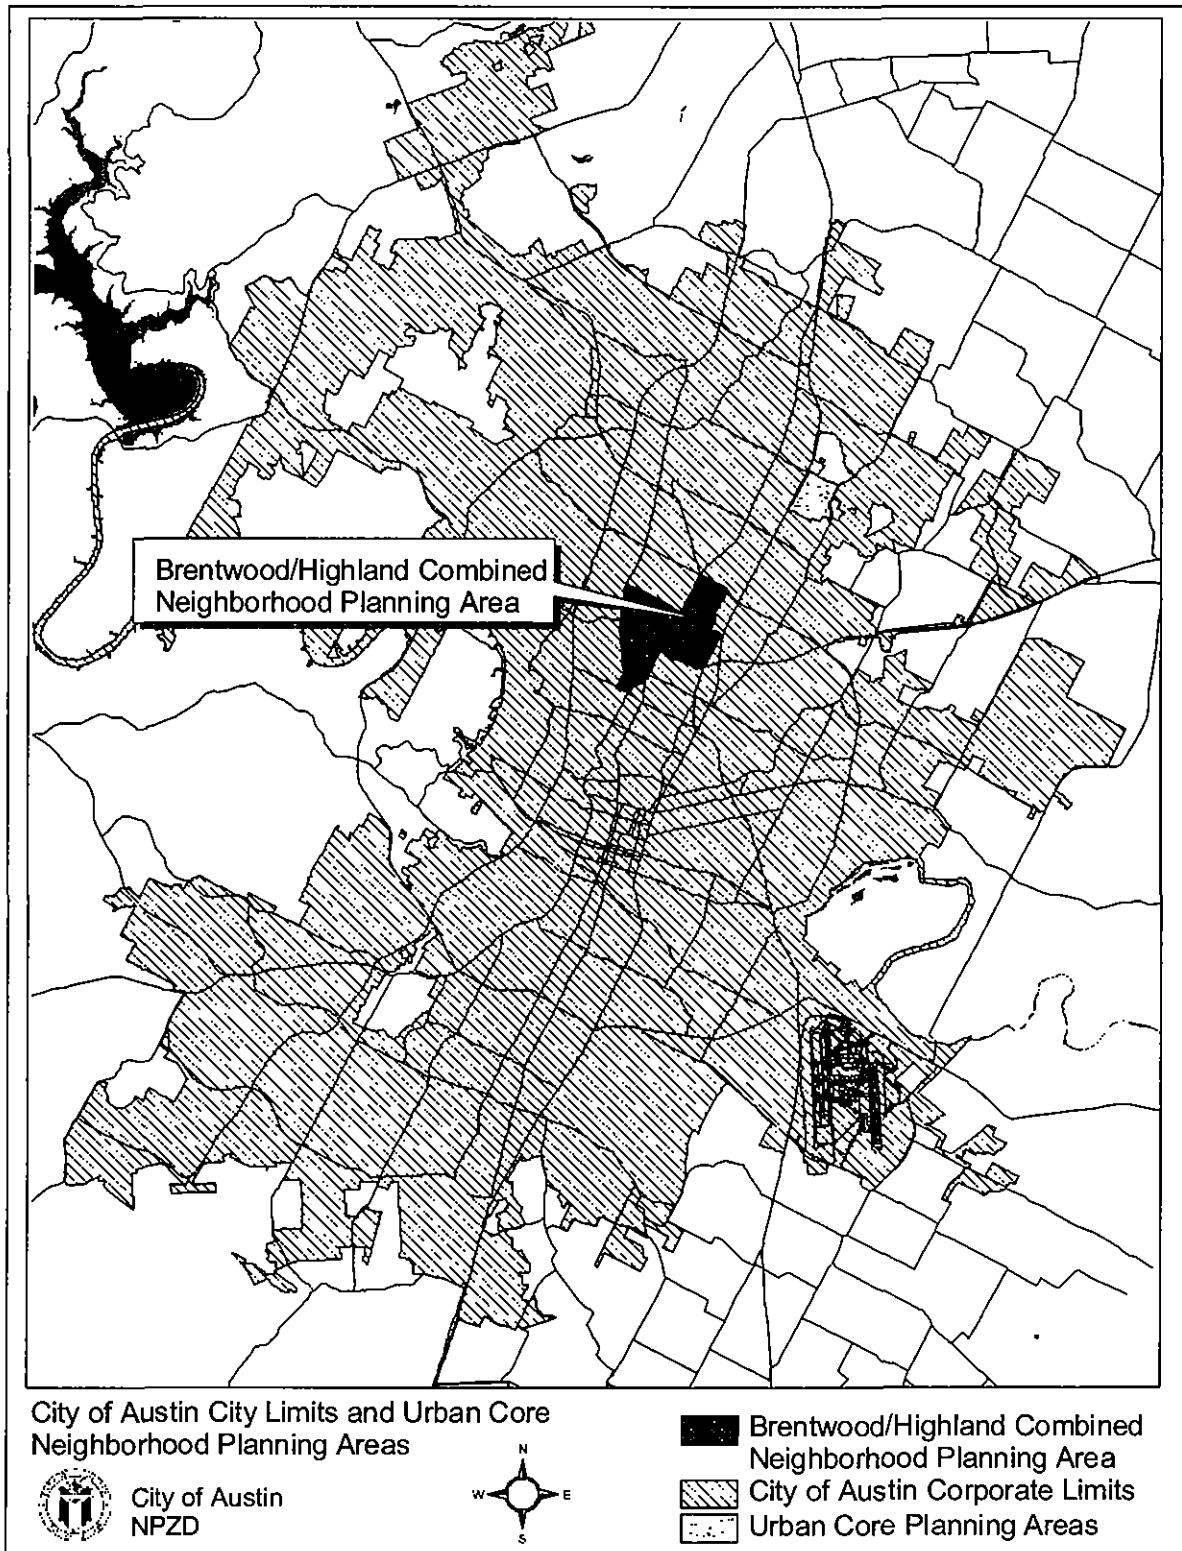 Brentwood/Highland Combined
Neighborhood Planning Area
City of Austin City Limits and Urban Core
Neighborhood Planning Areas
City of Austin
NPZD
N
W
E
S
Brentwood/Highland Combined
Neighborhood Planning Area
City of Austin Corporate Limits
Urban Core Planning Areas